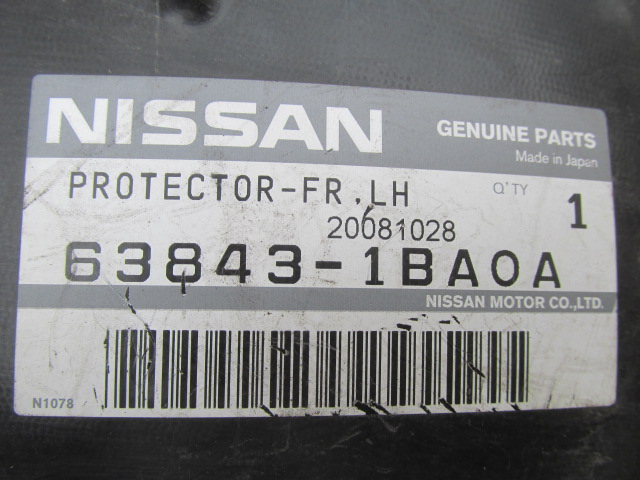 NISSAN
GENUINE PARTS
Made in Japan
PROTECTOR-FR,LH
Q'TY
1
20081028
63843-1BA0A
NISSAN MOTOR CO.,LTD.
N1078